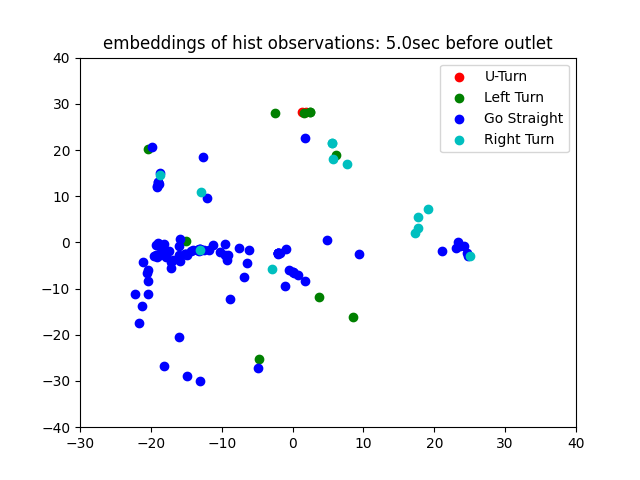 embeddings of hist observations: 5.0sec before outlet
U-Turn
Left Turn
Go Straight
Right Turn
40
30
20
10
0
−10
−20
−30
−40
−30 −20 −10 0 10 20 30 40